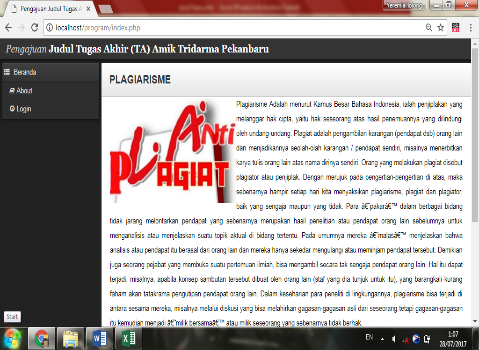 Pengajuan Judul Tugas A
localhost/program/index.php
Pengajuan Judul Tugas Akhir (TA) Amik Tridarma Pekanbaru
Beranda
About
Login
PLAGIARISME
Anti
PLAGIAT
Plagiarisme Adalah menurut Kamus Besar Bahasa Indonesia, ialah penjiplakan yang
melanggar hak cipta, yaitu hak seseorang atas hasil penemuannya yang dilindungi
oleh undang-undang. Plagiat adalah pengambilan karangan (pendapat dsb) orang lain
dan menjadikannya seolah-olah karangan / pendapat sendiri, misalnya menerbitkan
karya tulis orang lain atas nama dirinya sendiri. Orang yang melakukan plagiat disebut
plagiator atau penjiplak. Dengan merujuk pada pengertian-pengertian di atas, maka
sebenarnya hampir setiap hari kita menyaksikan plagiarisme, plagiat dan plagiator
baik yang sengaja maupun yang tidak. Para â€˜pakarâ€™ dalam berbagai bidang
tidak jarang melontarkan pendapat yang sebenarnya merupakan hasil penelitian atau pendapat orang lain sebelumnya untuk
menganalisis atau menjelaskan suatu topik aktual di bidang tertentu. Pada umumnya mereka â€˜malasâ€™ menjelaskan bahwa
analisis atau pendapat itu berasal dari orang lain dan mereka hanya sekedar mengulang atau meminjam pendapat tersebut. Demikian
juga seorang pejabat yang membuka suatu pertemuan ilmiah, bisa mengambil secara tak sengaja pendapat orang lain. Hal itu dapat
terjadi, misalnya, apabila konsep sambutan tersebut dibuat oleh orang lain (staf yang dia tunjuk untuk itu), yang barangkali kurang
faham akan tatakrama pengutipan pendapat orang lain. Dalam keseharian para peneliti di lingkungannya, plagiarisme bisa terjadi di
antara sesama mereka, misalnya melalui diskusi yang bisa melahirkan gagasan-gagasan asli dari seseorang tetapi gagasan-gagasan
itu kemudian menjadi â€˜milik bersamaâ€™ atau milik seseorang yang sebenarnya tidak berhak.
Start
EN
1:07
28/07/2017